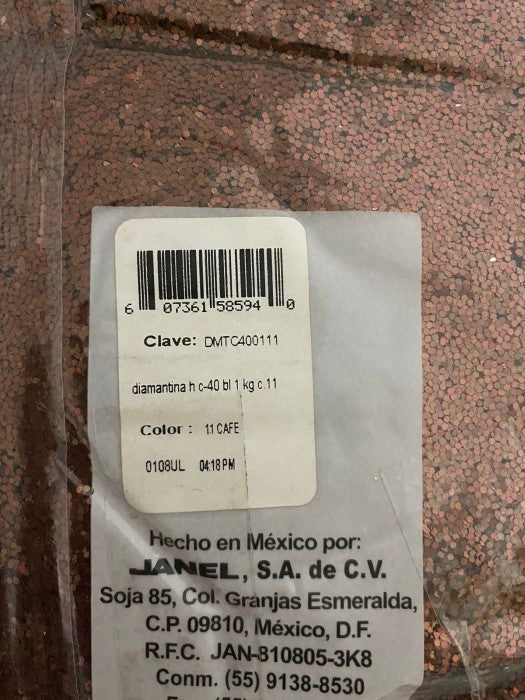 6 07361 58594 0
Clave: DMTC400111
diamantina h c-40 bl 1 kg c.11
Color : 11 CAFE
0108UL 04:18 PM
Hecho en México por:
JANEL, S.A. de C.V.
Soja 85, Col. Granjas Esmeralda,
C.P. 09810, México, D.F.
R.F.C. JAN-810805-3K8
Conm. (55) 9138-8530